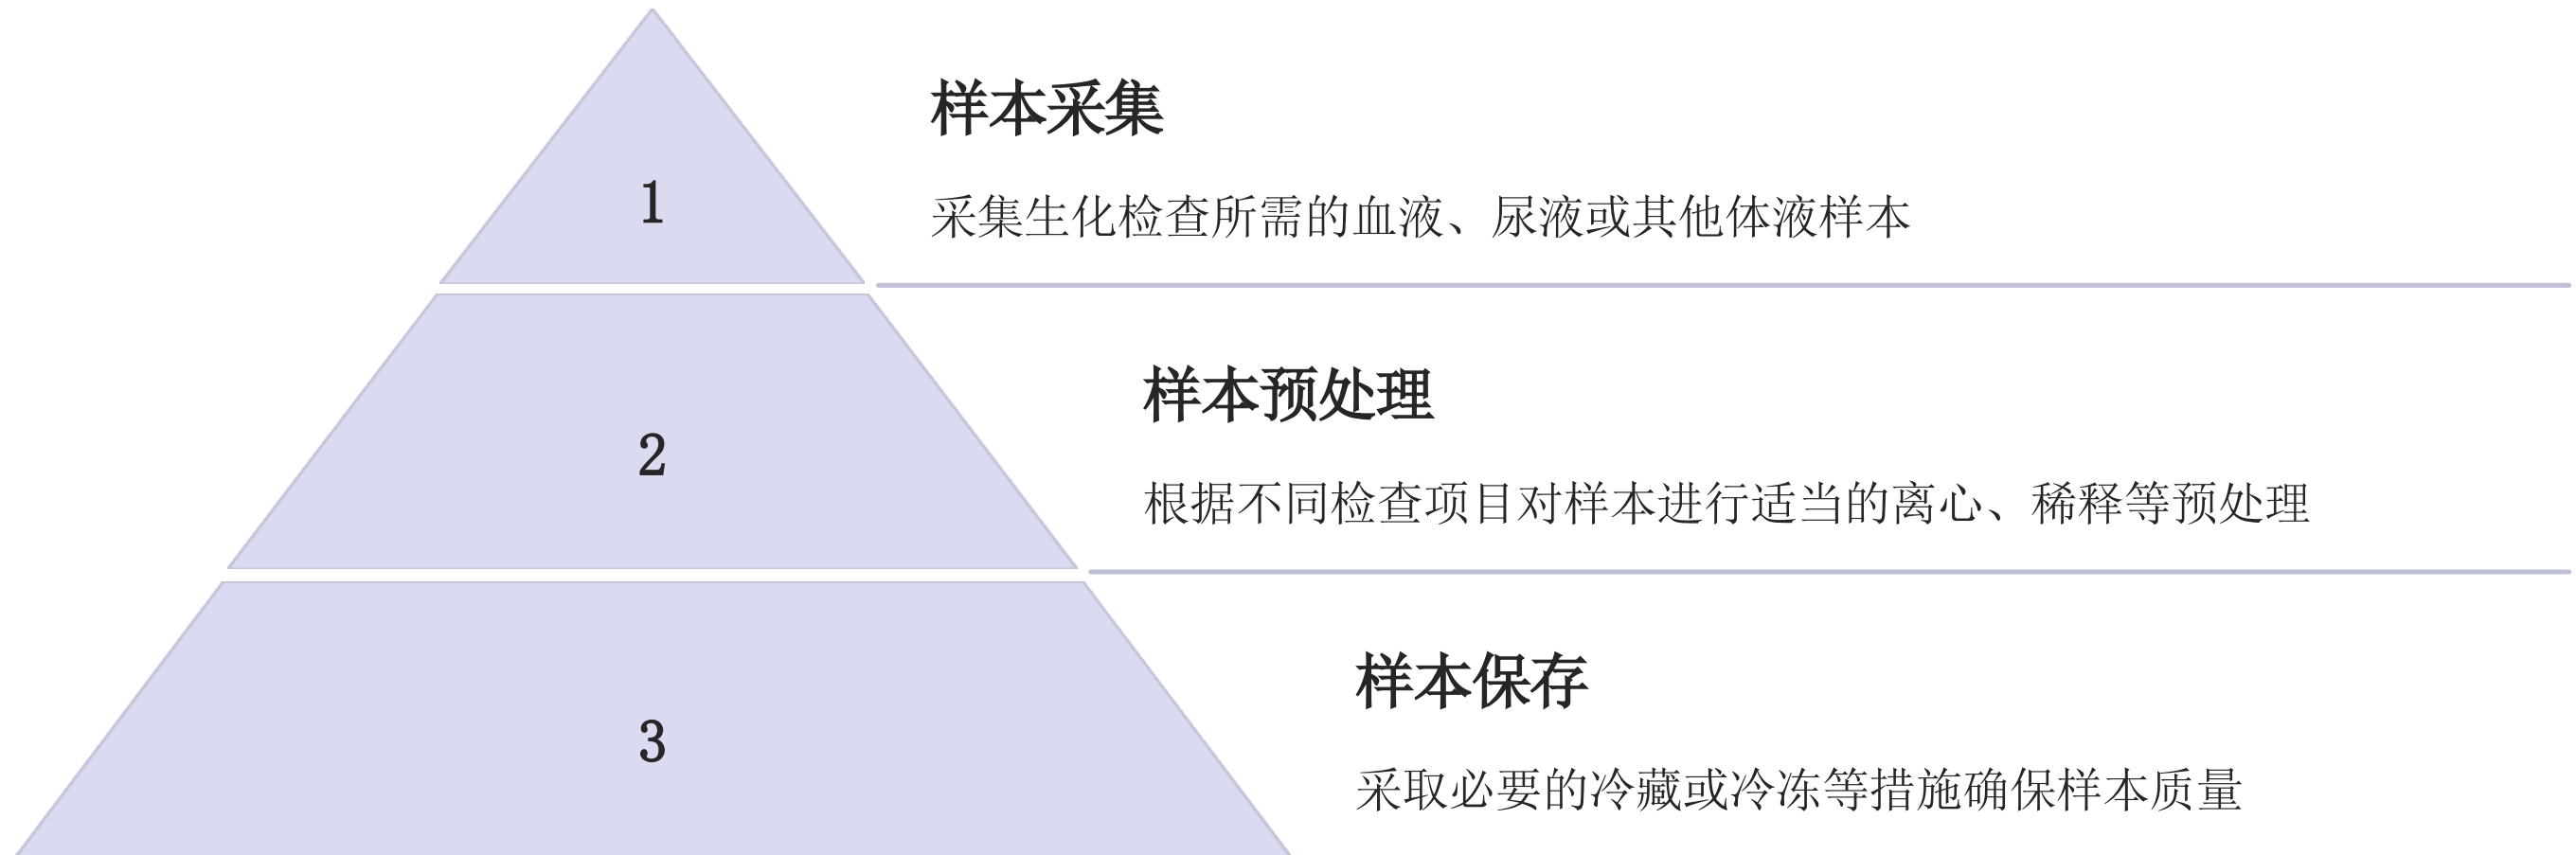 样本采集
1
采集生化检查所需的血液、尿液或其他体液样本
样本预处理
2
根据不同检查项目对样本进行适当的离心、稀释等预处理
样本保存
3
采取必要的冷藏或冷冻等措施确保样本质量